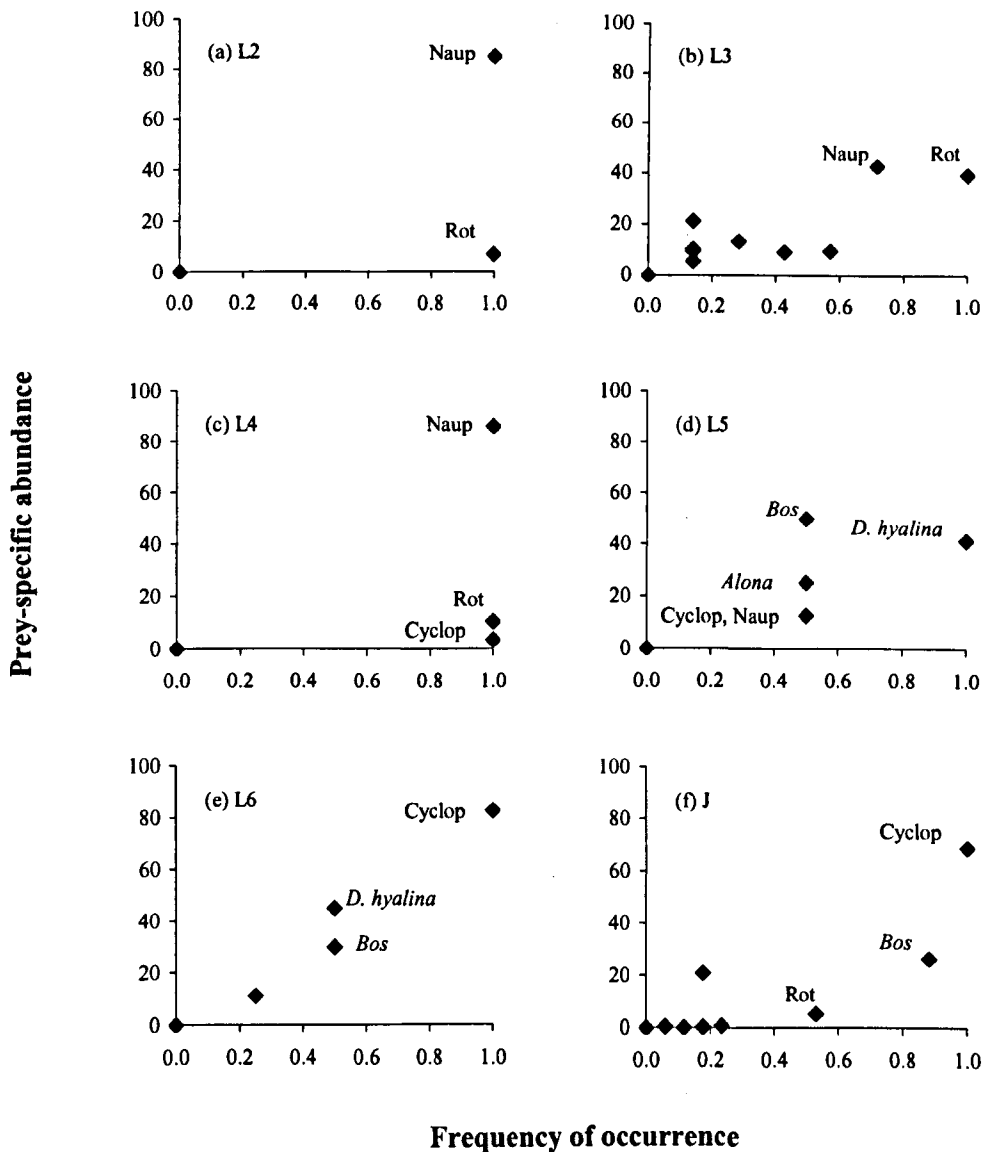 (a) L2
100
80
60
40
20
0
Naup
Rot
0.0 0.2 0.4 0.6 0.8 1.0
(b) L3
100
80
60
40
20
0
Naup
Rot
0.0 0.2 0.4 0.6 0.8 1.0
Prey-specific abundance
(c) L4
100
80
60
40
20
0
Naup
Rot
Cyclop
0.0 0.2 0.4 0.6 0.8 1.0
(d) L5
100
80
60
40
20
0
Bos
D. hyalina
Alona
Cyclop, Naup
0.0 0.2 0.4 0.6 0.8 1.0
(e) L6
100
80
60
40
20
0
Cyclop
D. hyalina
Bos
0.0 0.2 0.4 0.6 0.8 1.0
(f) J
100
80
60
40
20
0
Cyclop
Bos
Rot
0.0 0.2 0.4 0.6 0.8 1.0
Frequency of occurrence